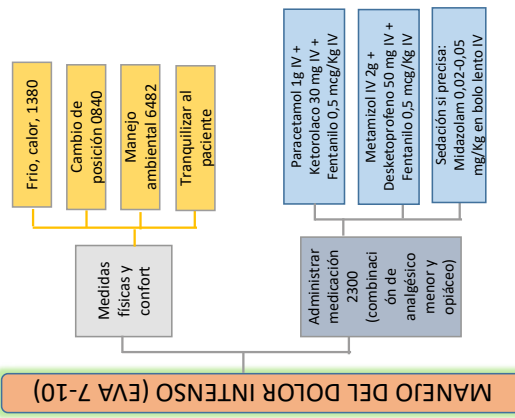 MANEJO DEL DOLOR INTENSO (EVA 7-10)
Medidas
físicas y
confort
Frio, calor, 1380
Cambio de
posición 0840
Manejo
ambiental 6482
Tranquilizar al
paciente
Administrar
medicación
2300
(combinaci
ón de
analgésico
menor y
opiáceo)
Paracetamol 1g IV +
Ketorolaco 30 mg IV +
Fentanilo 0,5 mcg/Kg IV
Metamizol IV 2g +
Desketoprofeno 50 mg IV +
Fentanilo 0,5 mcg/Kg IV
Sedación si precisa:
Midazolam 0,02-0,05
mg/Kg en bolo lento IV